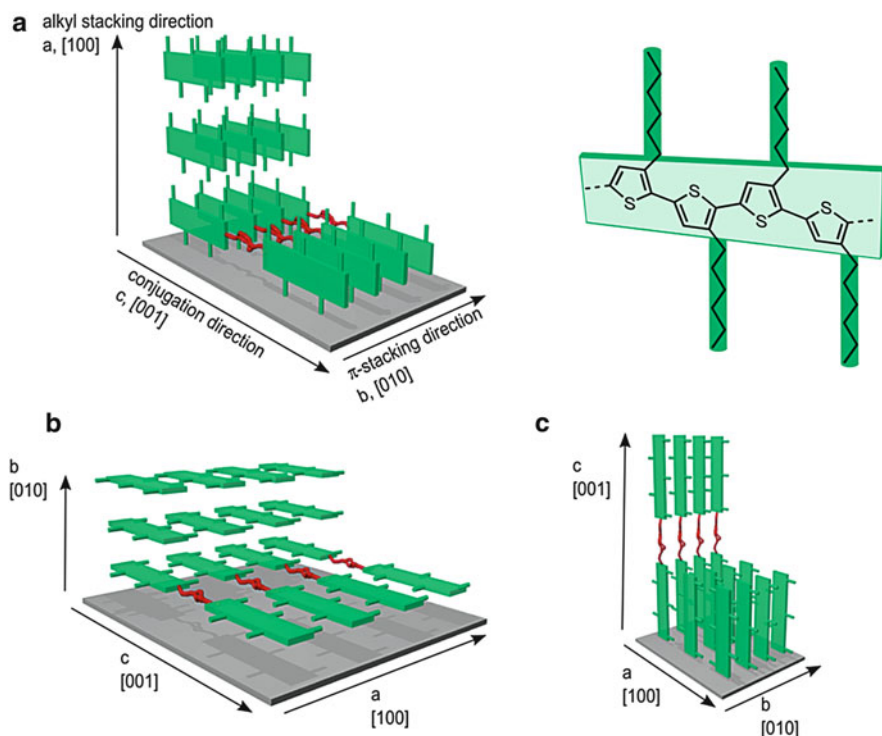 a
alkyl stacking direction
a, [100]
conjugation direction
c, [001]
π-stacking direction
b, [010]
S
S
S
S
b
b
[010]
c
[001]
a
[100]
c
c
[001]
a
[100]
b
[010]